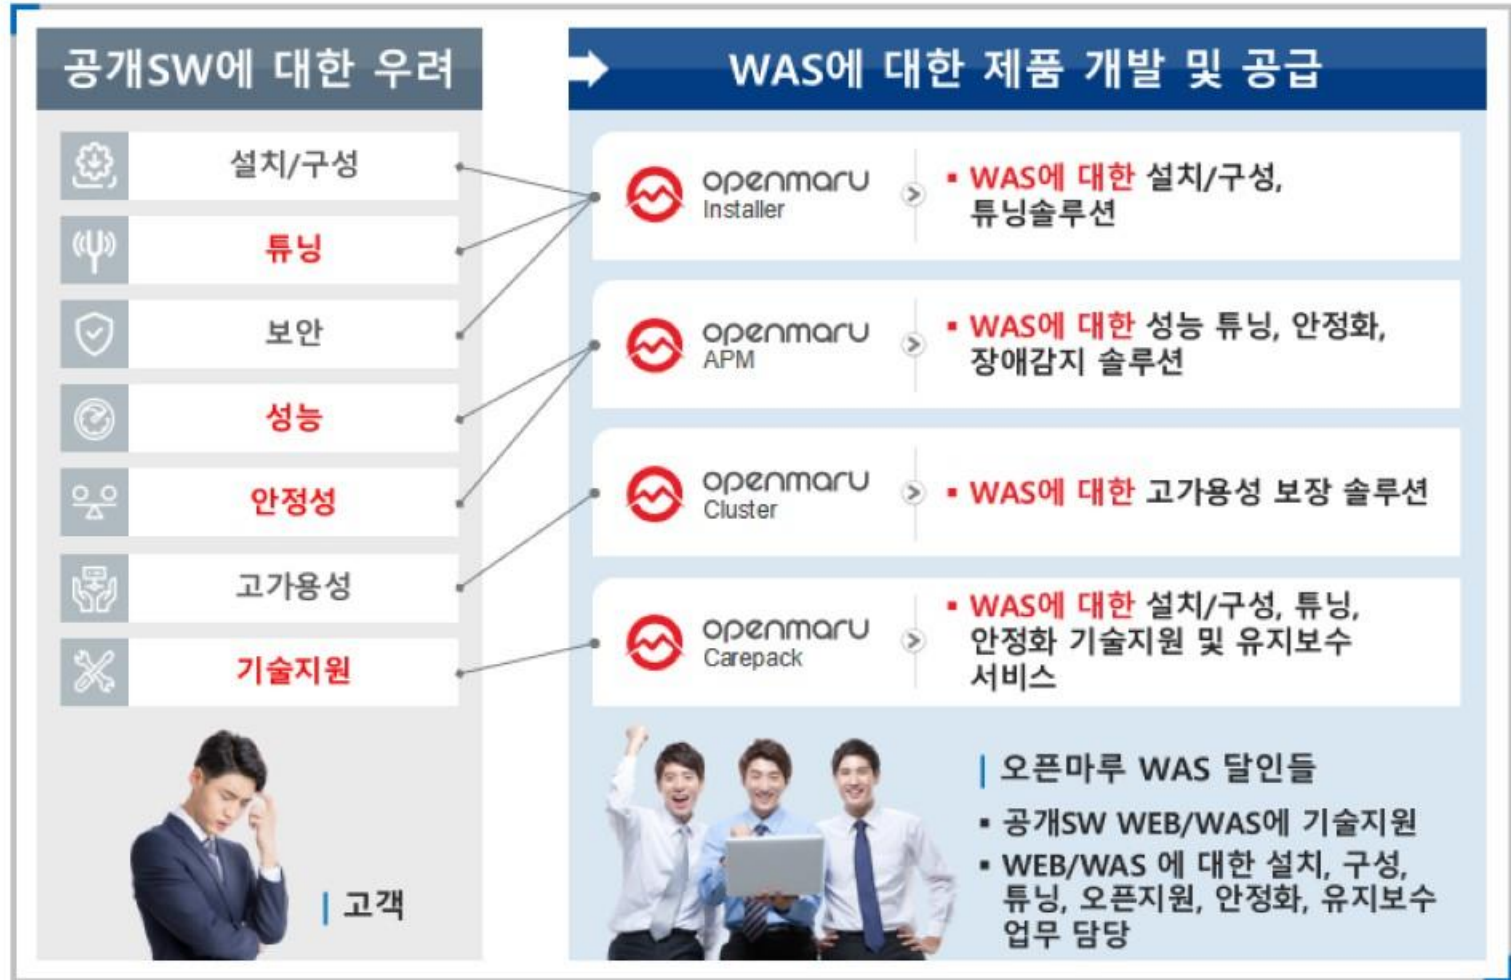 공개SW에 대한 우려
설치/구성
튜닝
보안
성능
안정성
고가용성
기술지원
고객
WAS에 대한 제품 개발 및 공급
openmaru
Installer
▪ WAS에 대한 설치/구성,
튜닝솔루션
openmaru
APM
▪ WAS에 대한 성능 튜닝, 안정화,
장애감지 솔루션
openmaru
Cluster
▪ WAS에 대한 고가용성 보장 솔루션
openmaru
Carepack
▪ WAS에 대한 설치/구성, 튜닝,
안정화 기술지원 및 유지보수
서비스
오픈마루 WAS 달인들
▪ 공개SW WEB/WAS에 기술지원
▪ WEB/WAS 에 대한 설치, 구성,
튜닝, 오픈지원, 안정화, 유지보수
업무 담당